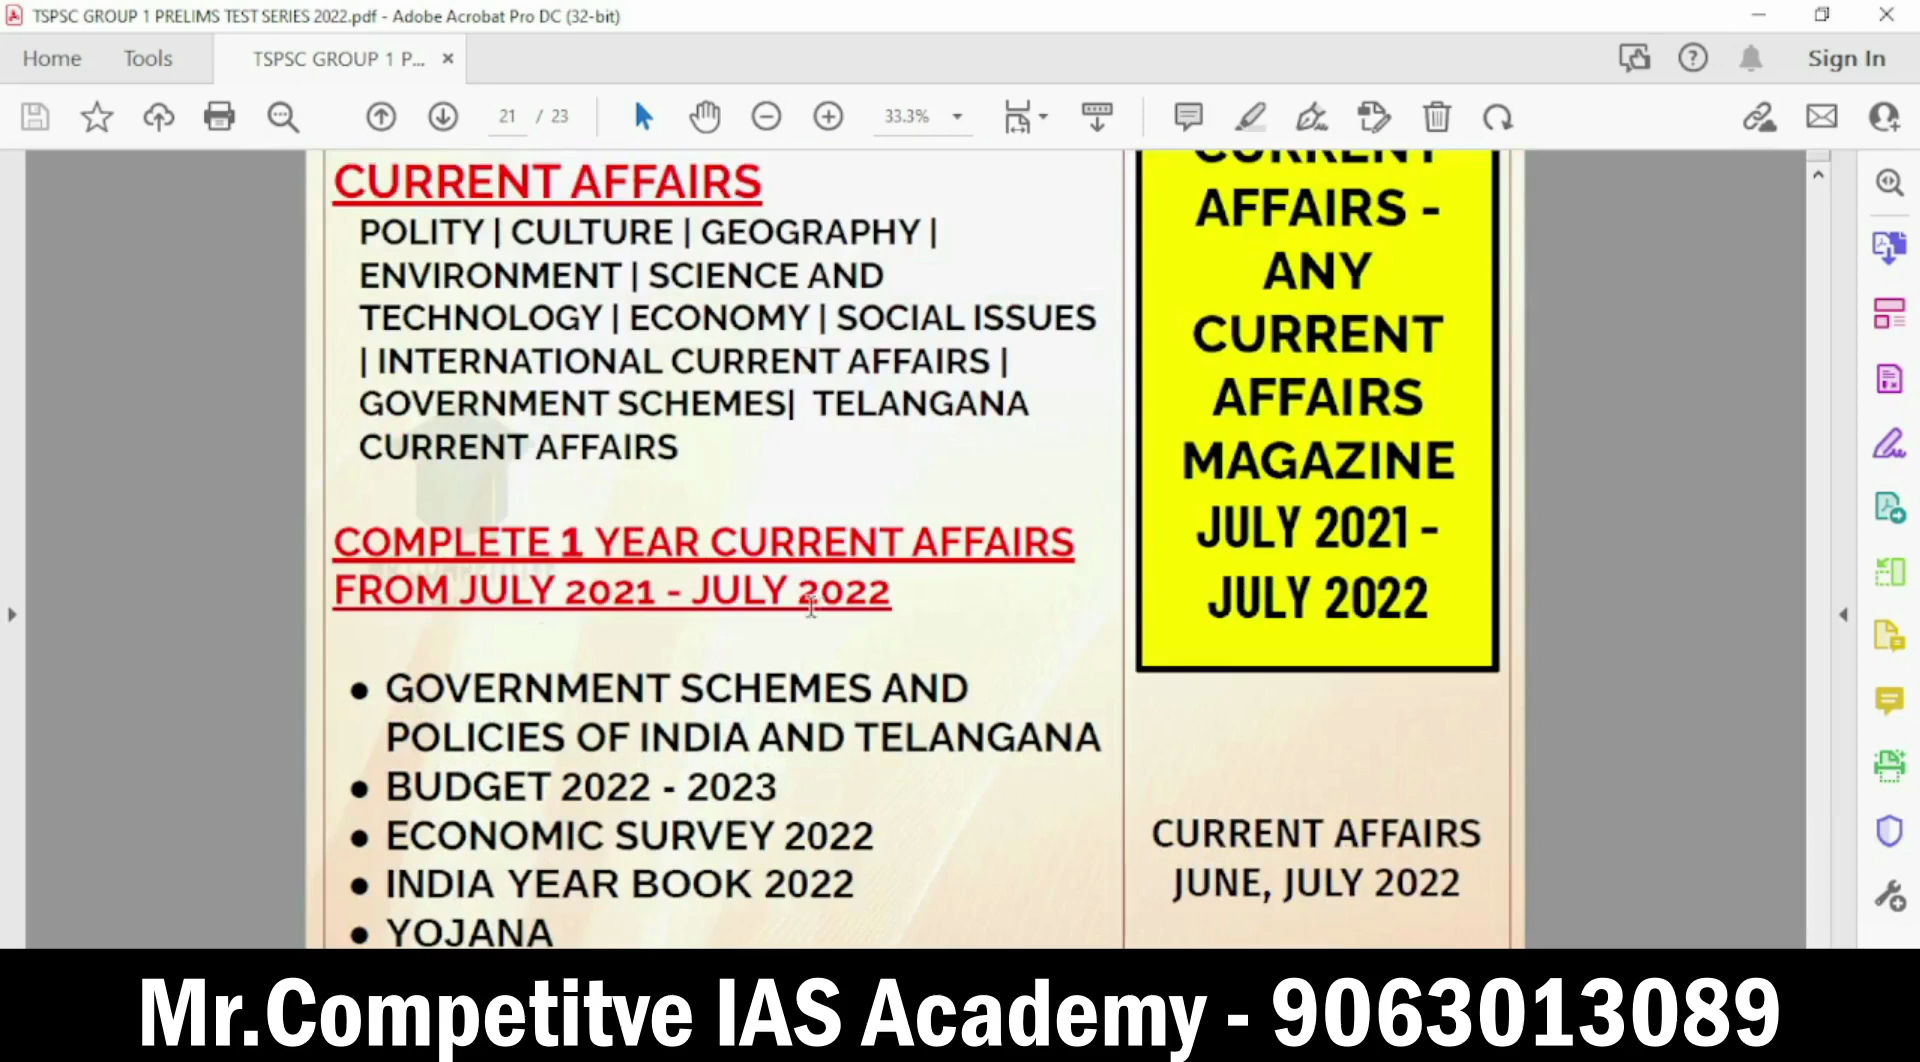 TSPSC GROUP 1 PRELIMS TEST SERIES 2022.pdf - Adobe Acrobat Pro DC (32-bit)
Home Tools TSPSC GROUP 1 P... × Sign In
21 / 23 33.3%
CURRENT AFFAIRS
POLITY | CULTURE | GEOGRAPHY |
ENVIRONMENT | SCIENCE AND
TECHNOLOGY | ECONOMY | SOCIAL ISSUES
| INTERNATIONAL CURRENT AFFAIRS |
GOVERNMENT SCHEMES| TELANGANA
CURRENT AFFAIRS
COMPLETE 1 YEAR CURRENT AFFAIRS
FROM JULY 2021 - JULY 2022
● GOVERNMENT SCHEMES AND
POLICIES OF INDIA AND TELANGANA
● BUDGET 2022 - 2023
● ECONOMIC SURVEY 2022
● INDIA YEAR BOOK 2022
● YOJANA
CURRENT
AFFAIRS -
ANY
CURRENT
AFFAIRS
MAGAZINE
JULY 2021 -
JULY 2022
CURRENT AFFAIRS
JUNE, JULY 2022
Mr.Competitve IAS Academy - 9063013089